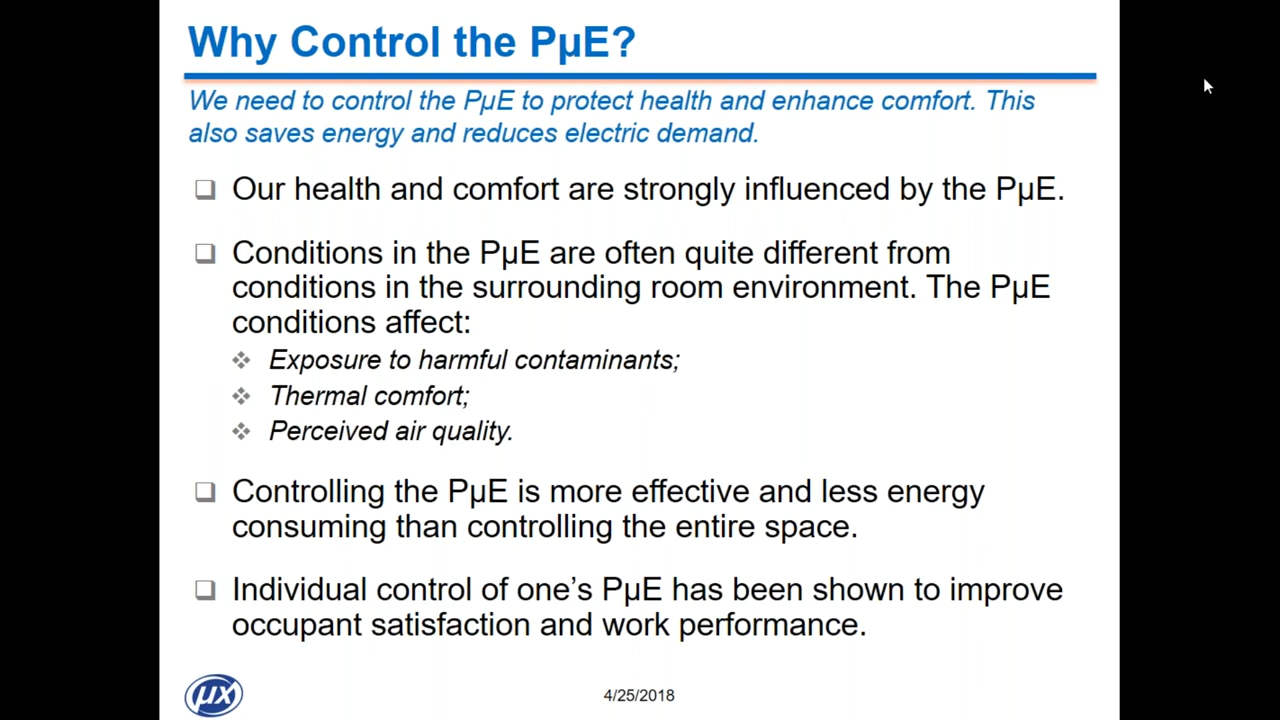 Why Control the PµE?
We need to control the PµE to protect health and enhance comfort. This
also saves energy and reduces electric demand.
Our health and comfort are strongly influenced by the PµE.
Conditions in the PµE are often quite different from
conditions in the surrounding room environment. The PµE
conditions affect:
Exposure to harmful contaminants;
Thermal comfort;
Perceived air quality.
Controlling the PµE is more effective and less energy
consuming than controlling the entire space.
Individual control of one’s PµE has been shown to improve
occupant satisfaction and work performance.
µx
4/25/2018